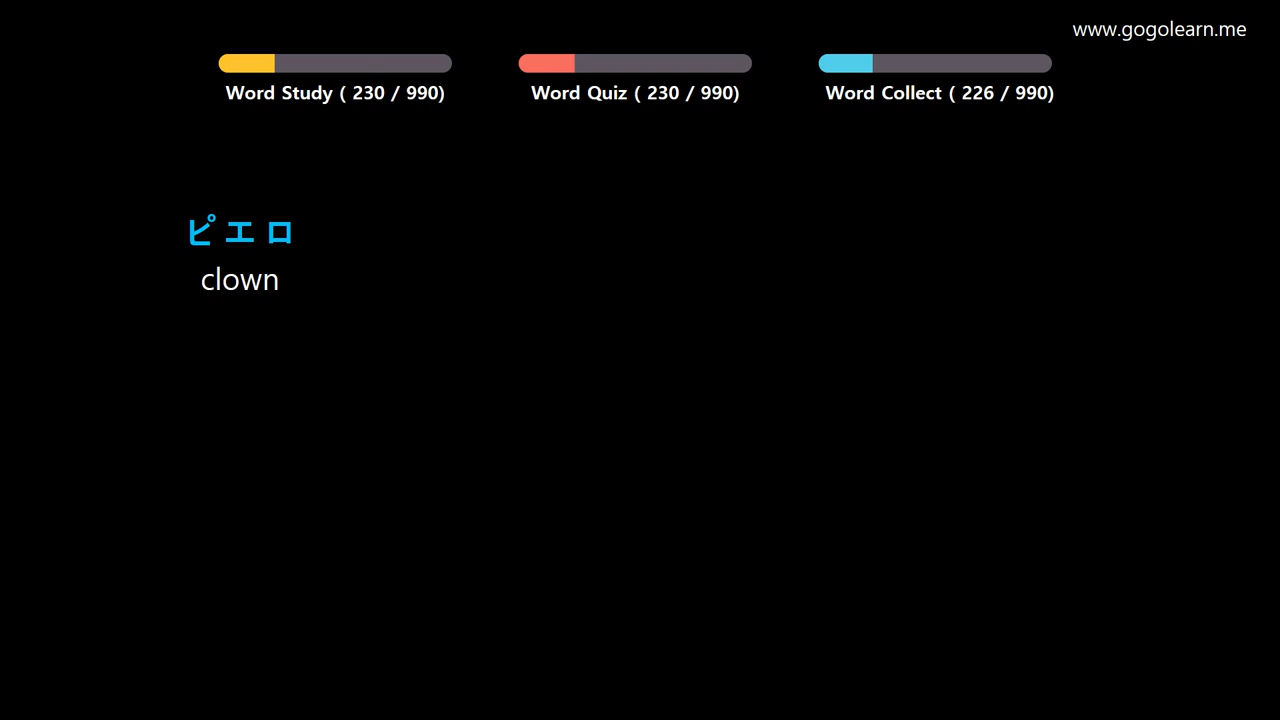 www.gogolearn.me
Word Study ( 230 / 990)
Word Quiz ( 230 / 990)
Word Collect ( 226 / 990)
ピエロ
clown